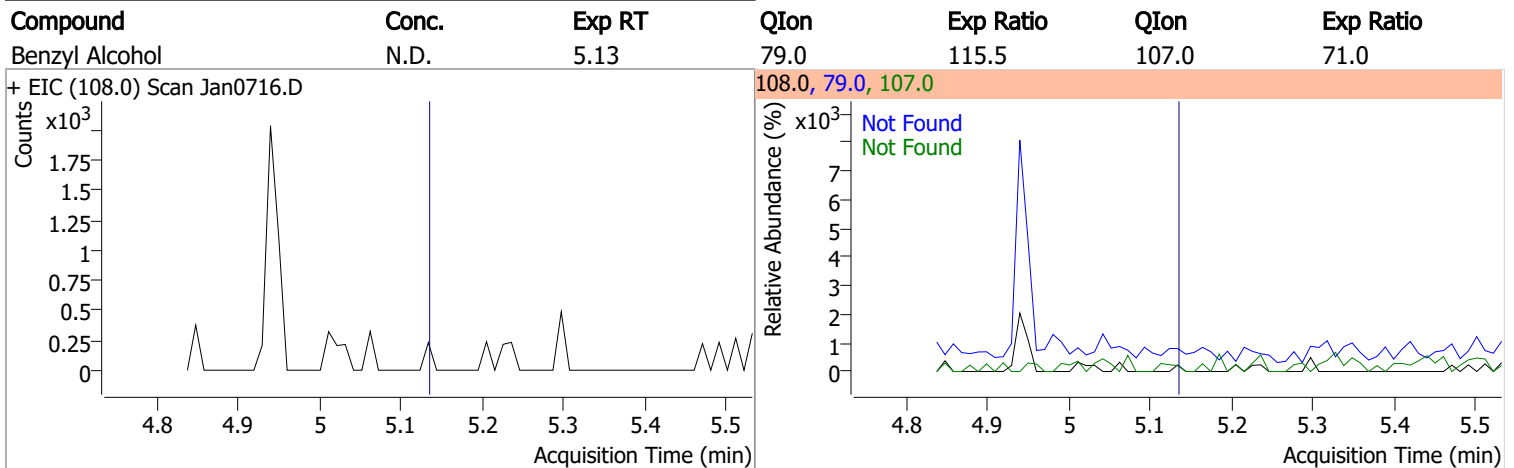 Compound Conc. Exp RT QIon Exp Ratio QIon Exp Ratio
Benzyl Alcohol N.D. 5.13 79.0 115.5 107.0 71.0
+ EIC (108.0) Scan Jan0716.D
Counts
x10³
1.75
1.5
1.25
1
0.75
0.5
0.25
0
4.8 4.9 5 5.1 5.2 5.3 5.4 5.5
Acquisition Time (min)
108.0, 79.0, 107.0
Relative Abundance (%)
x10³
Not Found
Not Found
7
6
5
4
3
2
1
0
4.8 4.9 5 5.1 5.2 5.3 5.4 5.5
Acquisition Time (min)